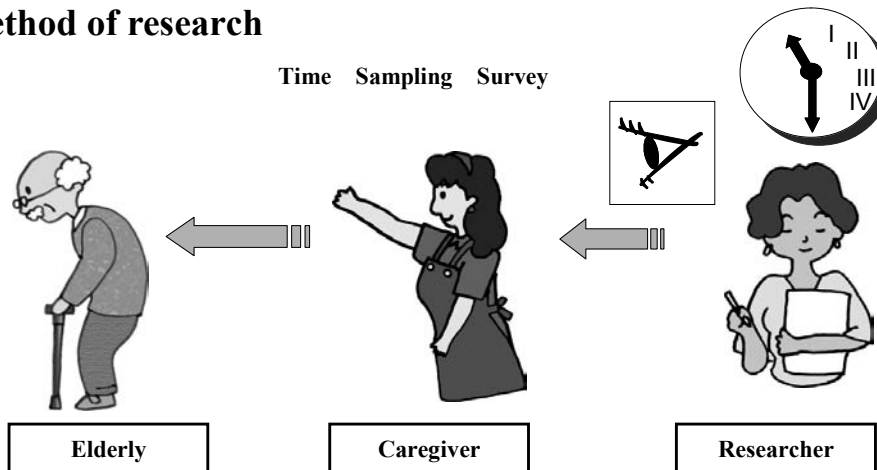 ethod of research
Time Sampling Survey
I
II
III
IV
Elderly
Caregiver
Researcher